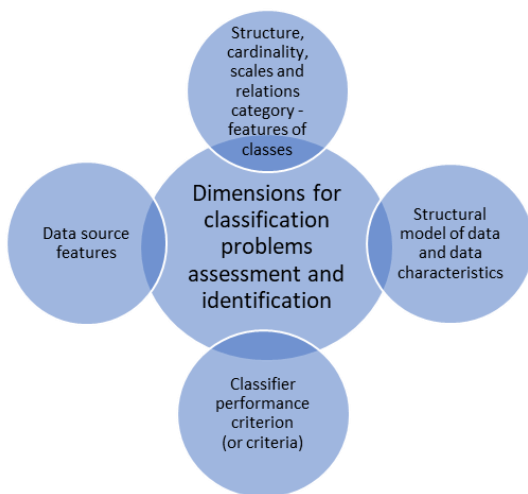 Structure,
cardinality,
scales and
relations
category -
features of
classes
Dimensions for
classification
problems
assessment and
identification
Data source
features
Structural
model of data
and data
characteristics
Classifier
performance
criterion
(or criteria)